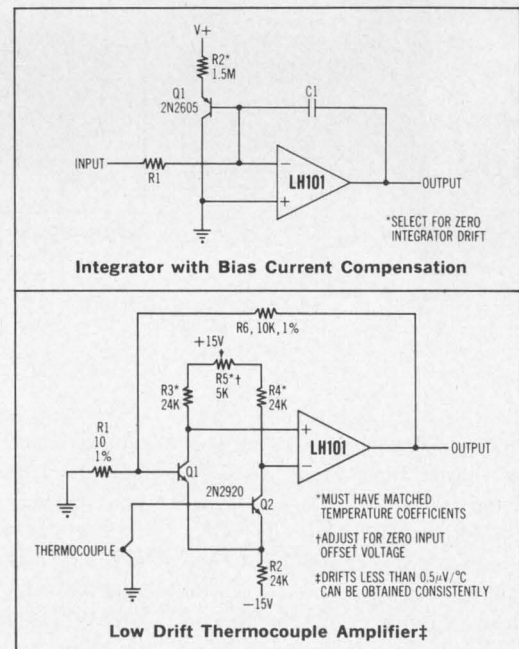 V+
R2*
1.5M
Q1
2N2605
C1
INPUT
R1
−
+
LH101
OUTPUT
*SELECT FOR ZERO
INTEGRATOR DRIFT
Integrator with Bias Current Compensation
R6, 10K, 1%
+15V
R5*†
5K
R3*
24K
R4*
24K
R1
10
1%
+
−
LH101
OUTPUT
Q1
2N2920
Q2
THERMOCOUPLE
R2
24K
−15V
*MUST HAVE MATCHED
TEMPERATURE COEFFICIENTS
†ADJUST FOR ZERO INPUT
OFFSET VOLTAGE
‡DRIFTS LESS THAN 0.5μV/°C
CAN BE OBTAINED CONSISTENTLY
Low Drift Thermocouple Amplifier‡